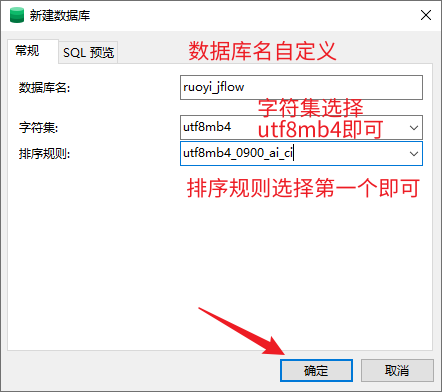 新建数据库
常规
SQL 预览
数据库名自定义
数据库名:
ruoyi_jflow
字符集选择
字符集:
utf8mb4
utf8mb4即可
排序规则:
utf8mb4_0900_ai_ci
排序规则选择第一个即可
确定
取消